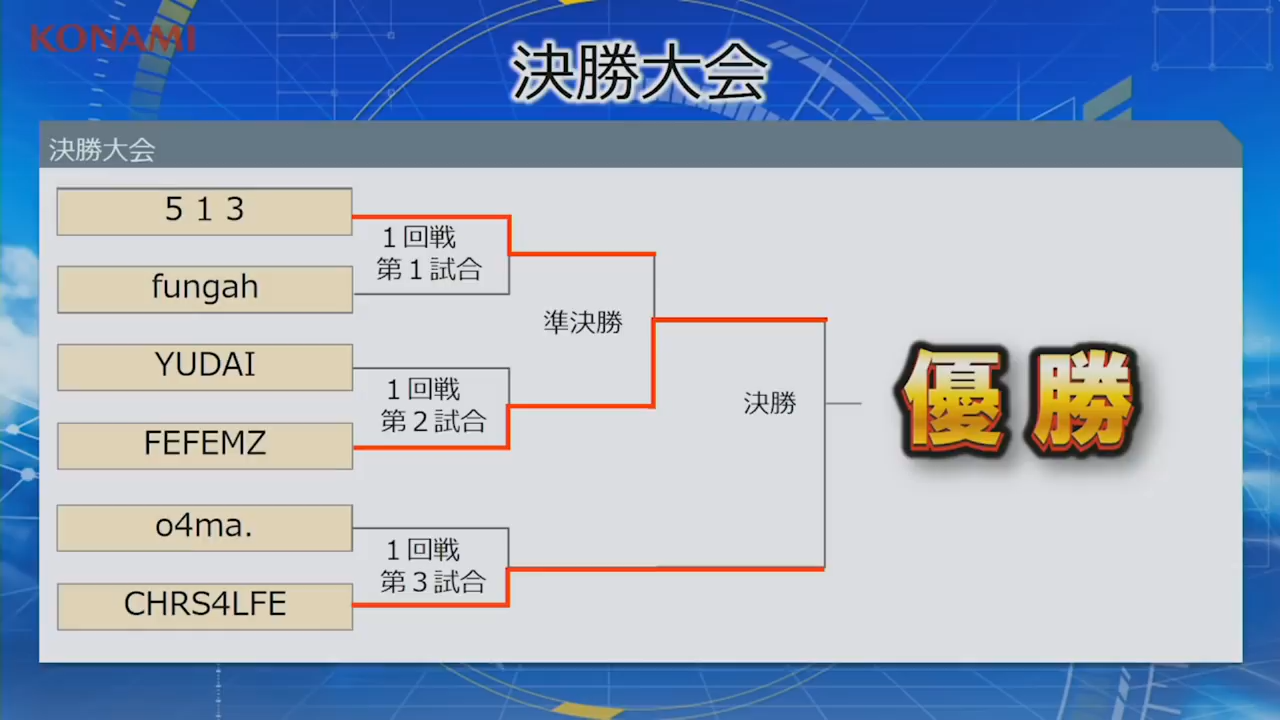 KONAMI
決勝大会
決勝大会
５１３
１回戦
第１試合
fungah
準決勝
YUDAI
１回戦
第２試合
FEFEMZ
決勝
優勝
o4ma.
１回戦
第３試合
CHRS4LFE